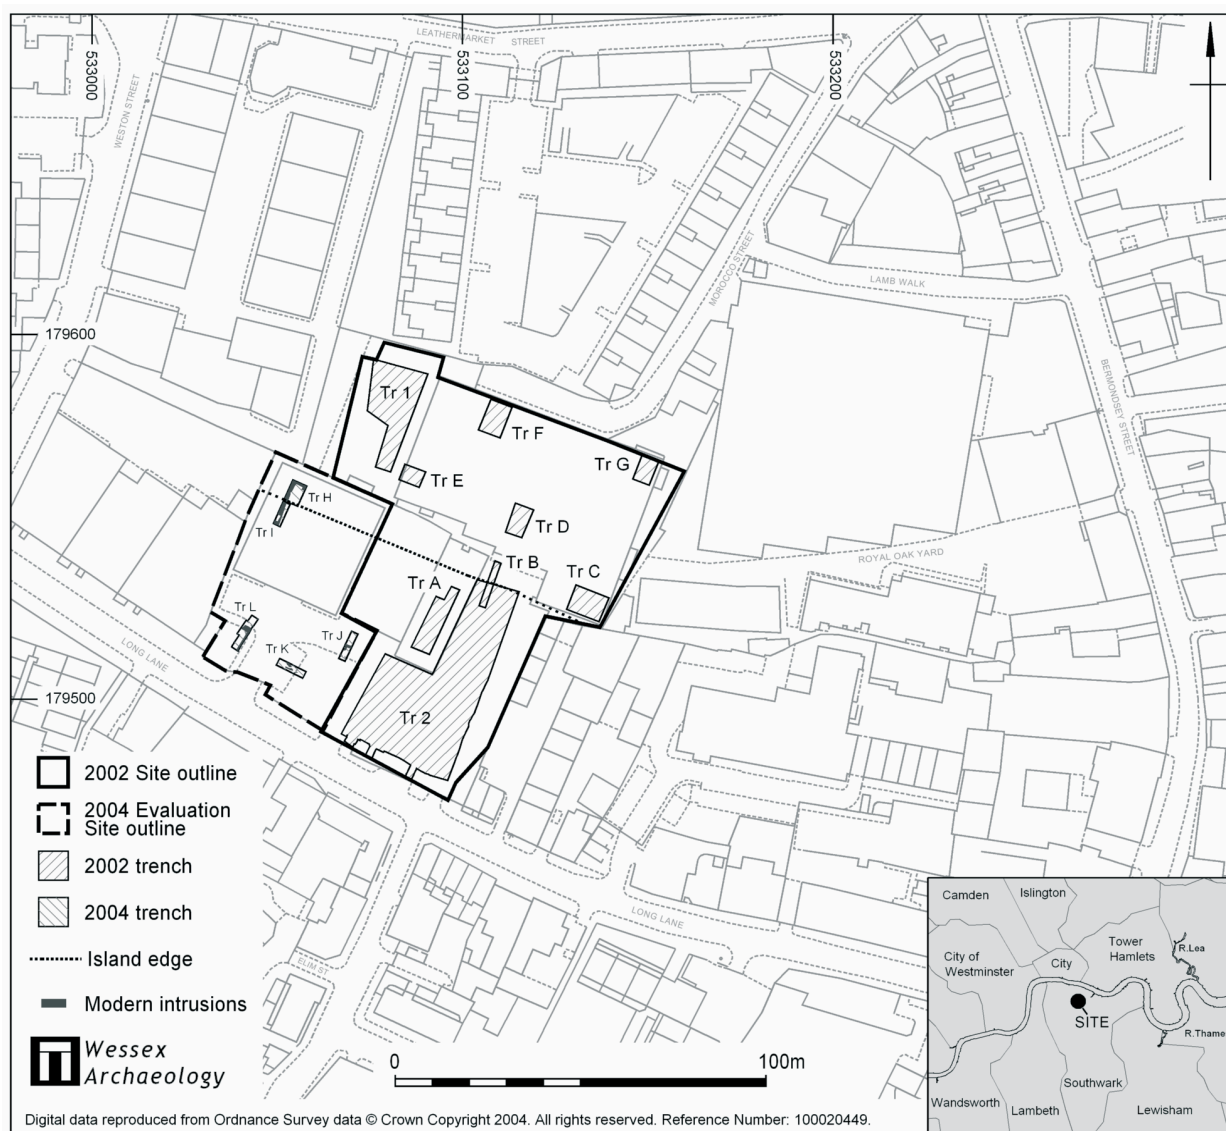 LEATHERMARKET STREET
533000
533100
533200
WESTON STREET
MOROCCO STREET
LAMB WALK
179600
BERMONDSEY STREET
Tr 1
Tr F
Tr G
Tr E
Tr H
Tr I
Tr D
ROYAL OAK YARD
Tr B
Tr A
Tr C
Tr L
Tr J
Tr K
LONG LANE
179500
Tr 2
2002 Site outline
2004 Evaluation
Site outline
2002 trench
2004 trench
Island edge
Modern intrusions
LONG LANE
ELIM ST
Wessex
Archaeology
0 100m
Camden
Islington
Tower
Hamlets
R.Lea
City of
Westminster
City
SITE
R.Thame
Southwark
Wandsworth
Lambeth
Lewisham
Digital data reproduced from Ordnance Survey data © Crown Copyright 2004. All rights reserved. Reference Number: 100020449.